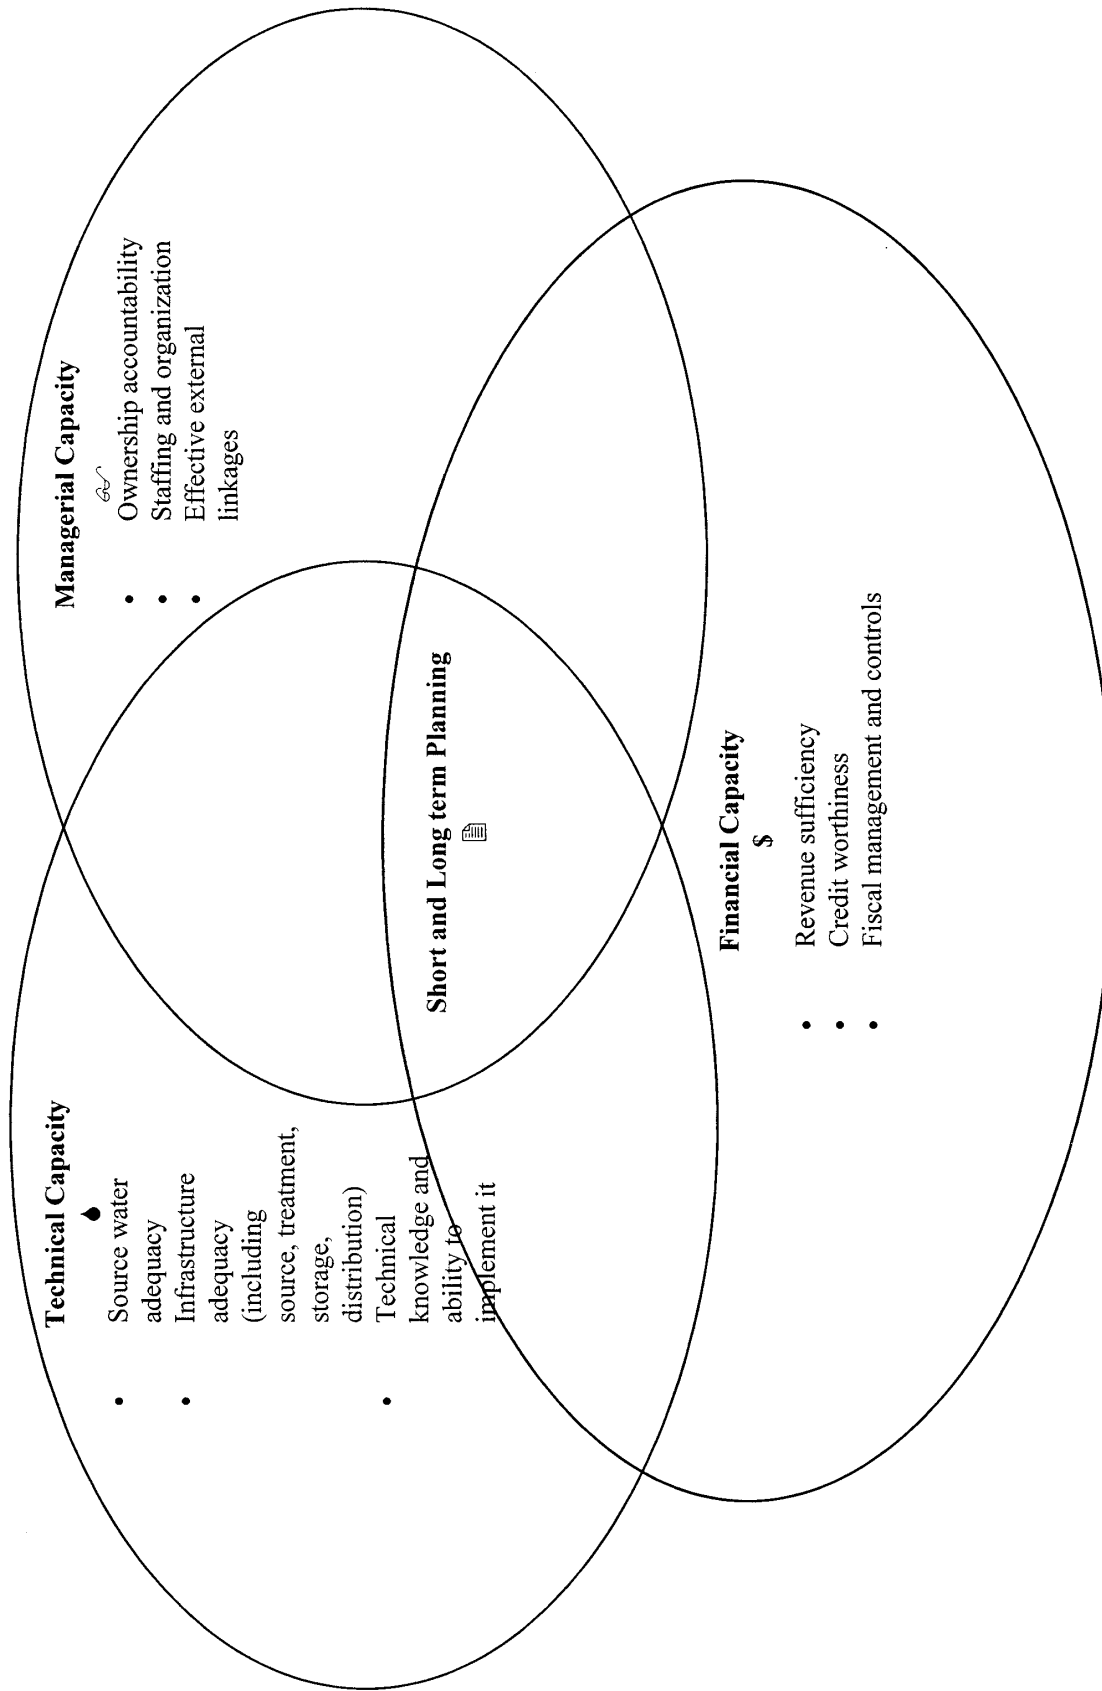 Technical Capacity
• Source water
adequacy
• Infrastructure
adequacy
(including
source, treatment,
storage,
distribution)
• Technical
knowledge and
ability to
implement it
Managerial Capacity
• Ownership accountability
• Staffing and organization
• Effective external
linkages
Short and Long term Planning
Financial Capacity
$
• Revenue sufficiency
• Credit worthiness
• Fiscal management and controls